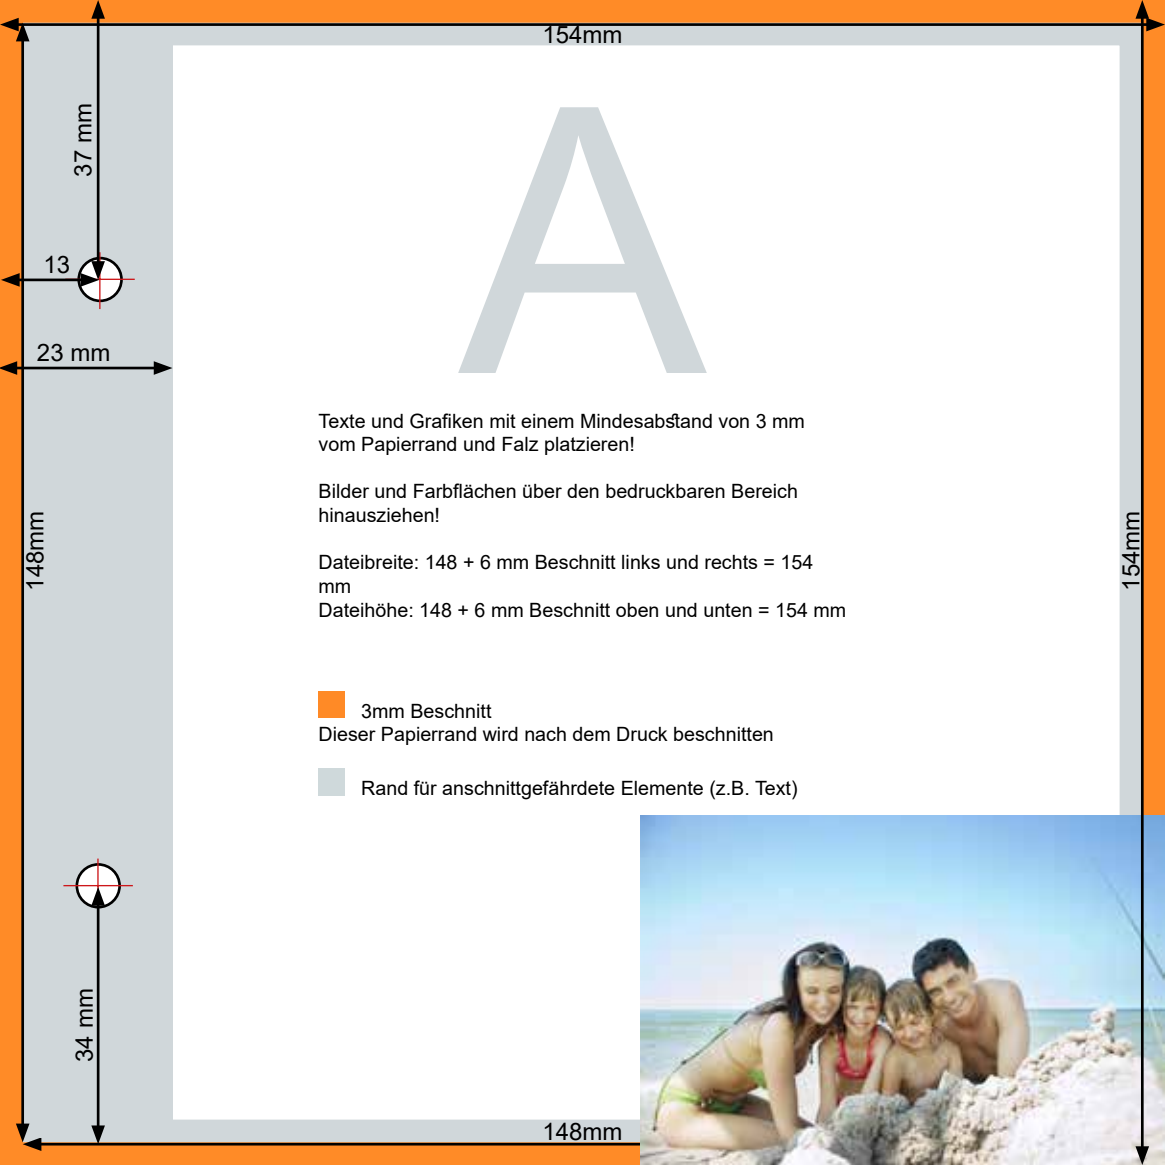 154mm
37 mm
A
13
23 mm
Texte und Grafiken mit einem Mindesabstand von 3 mm
vom Papierrand und Falz platzieren!
Bilder und Farbflächen über den bedruckbaren Bereich
hinausziehen!
148mm
154mm
Dateibreite: 148 + 6 mm Beschnitt links und rechts = 154
mm
Dateihöhe: 148 + 6 mm Beschnitt oben und unten = 154 mm
3mm Beschnitt
Dieser Papierrand wird nach dem Druck beschnitten
Rand für anschnittgefährdete Elemente (z.B. Text)
34 mm
148mm